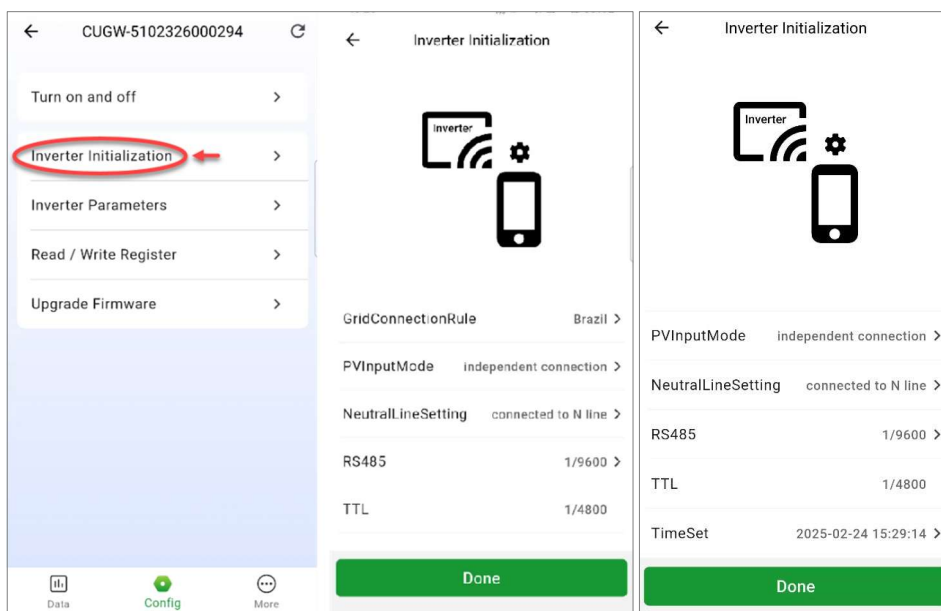 CUGW-5102326000294
Turn on and off
Inverter Initialization
Inverter Parameters
Read / Write Register
Upgrade Firmware
Data
Config
More
Inverter Initialization
Inverter
GridConnectionRule Brazil
PVInputMode independent connection
NeutralLineSetting connected to N line
RS485 1/9600
TTL 1/4800
Done
Inverter Initialization
Inverter
PVInputMode independent connection
NeutralLineSetting connected to N line
RS485 1/9600
TTL 1/4800
TimeSet 2025-02-24 15:29:14
Done